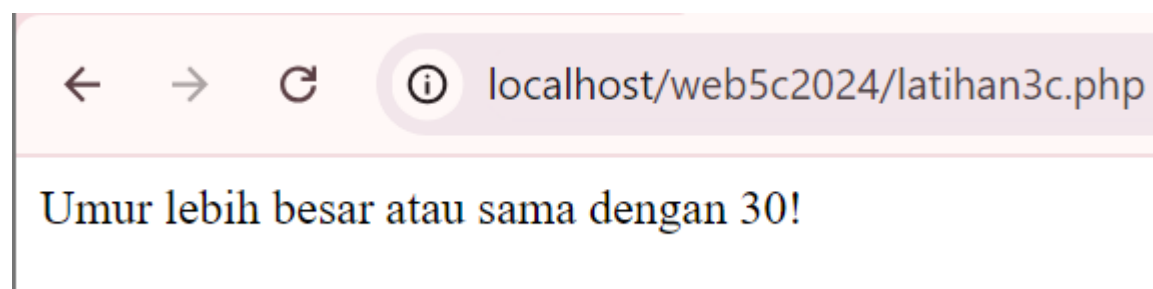 localhost/web5c2024/latihan3c.php
Umur lebih besar atau sama dengan 30!